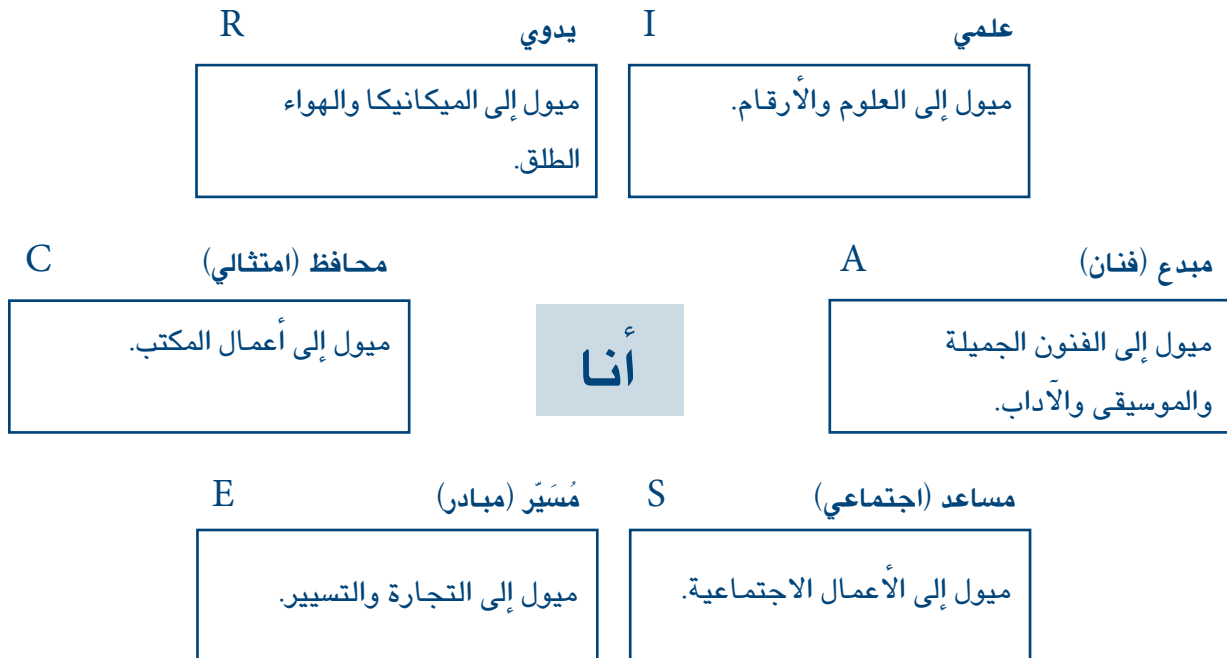 علمي I
يدوي R
ميول إلى العلوم والأرقام.
ميول إلى الميكانيكا والهواء
الطلق.
مبدع (فنان) A
محافظ (امتثالي) C
ميول إلى الفنون الجميلة
والموسيقى والآداب.
أنا
ميول إلى أعمال المكتب.
مساعد (اجتماعي) S
مُسَيّر (مبادر) E
ميول إلى الأعمال الاجتماعية.
ميول إلى التجارة والتسيير.